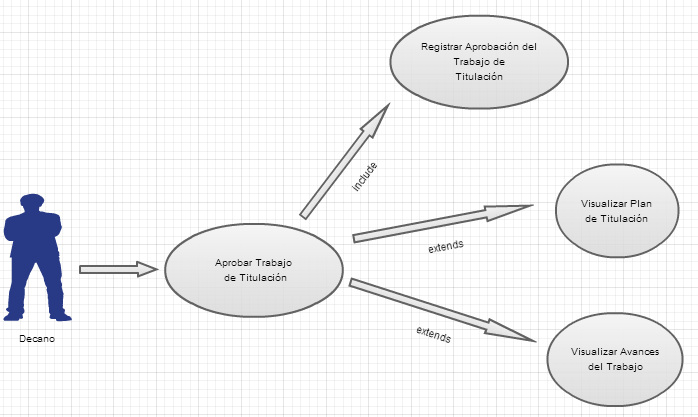 Registrar Aprobación del
Trabajo de
Titulación
include
Visualizar Plan
de Titulación
extends
Aprobar Trabajo
de Titulación
extends
Decano
Visualizar Avances
del Trabajo